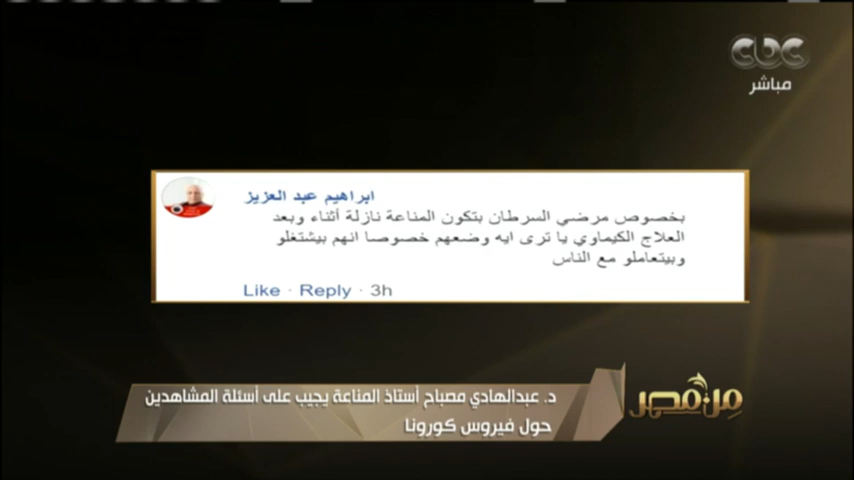 CBC
مباشر
ابراهيم عبد العزيز
بخصوص مرضي السرطان بتكون المناعة نازلة أثناء وبعد
العلاج الكيماوي يا ترى ايه وضعهم خصوصا انهم بيشتغلو
وبيتعاملو مع الناس
Like · Reply · 3h
د. عبدالهادي مصباح أستاذ المناعة يجيب على أسئلة المشاهدين
حول فيروس كورونا
من مصر